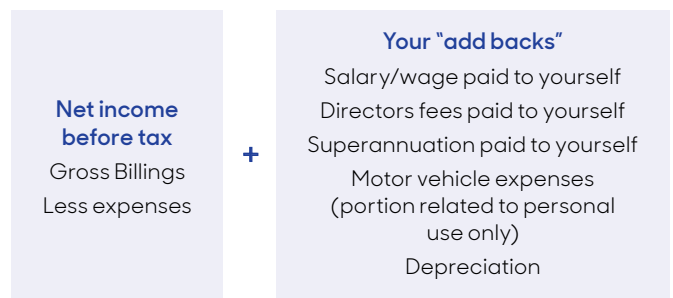 Net income
before tax
Gross Billings
Less expenses
+
Your “add backs”
Salary/wage paid to yourself
Directors fees paid to yourself
Superannuation paid to yourself
Motor vehicle expenses
(portion related to personal
use only)
Depreciation